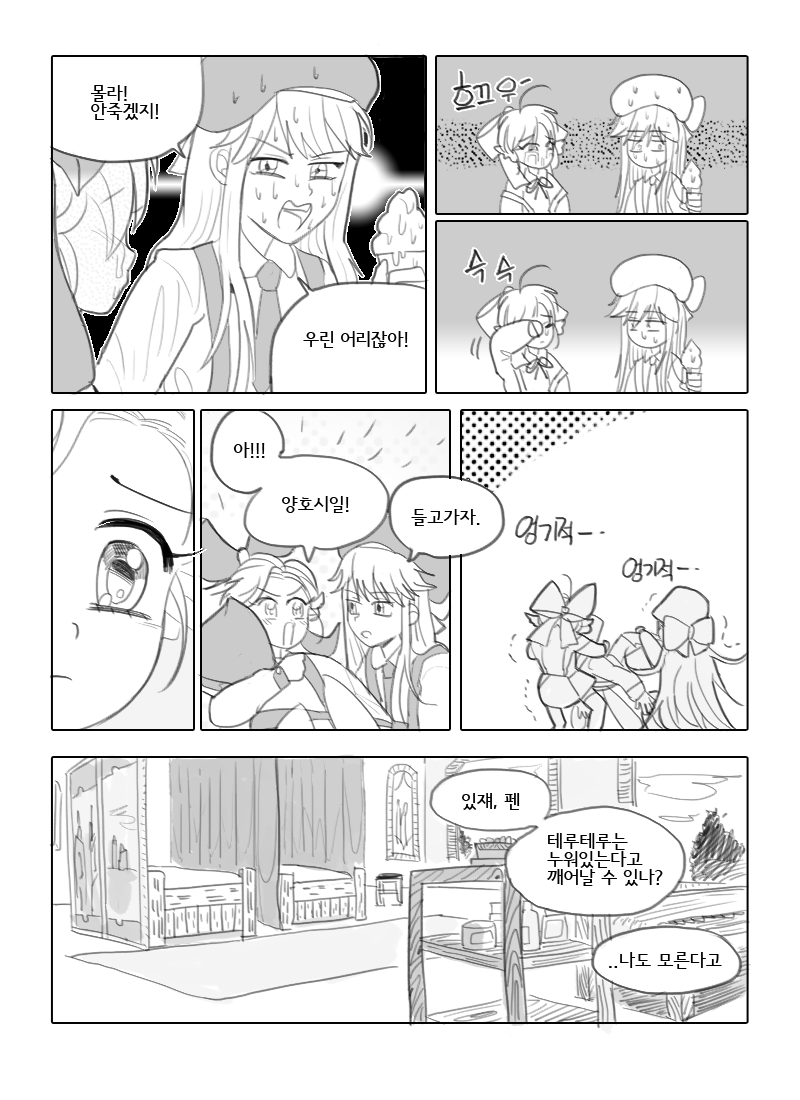 몰라!
안죽겠지!
우린 어리잖아!
흐끄우-
슥슥
아!!!
양호시일!
들고가자.
엉기적-··
엉기적-··
있쟤, 펜
테루테루는
누워있는다고
깨어날 수 있나?
..나도 모른다고